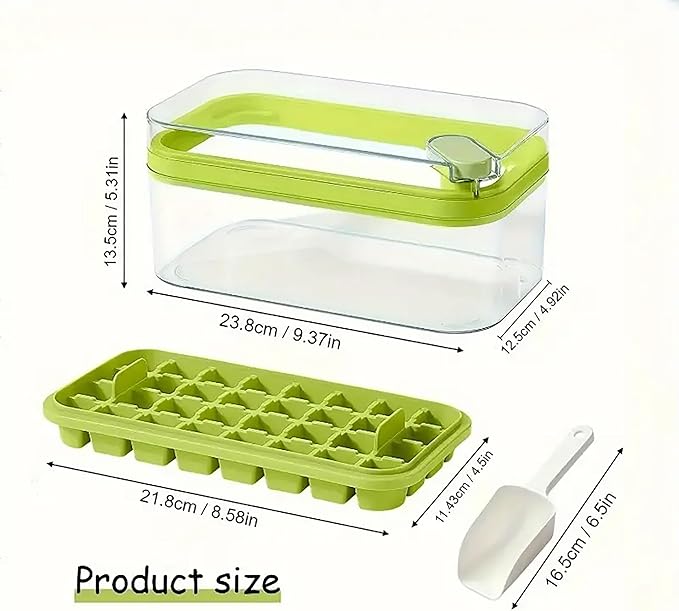 13.5cm / 5.31in
23.8cm / 9.37in
12.5cm / 4.92in
21.8cm / 8.58in
11.43cm / 4.5in
16.5cm / 6.5in
Product size